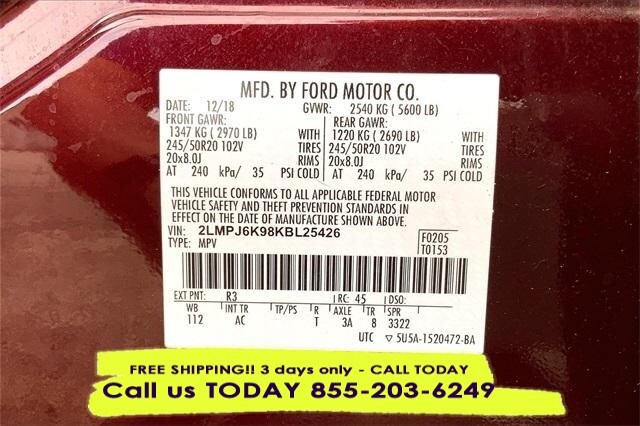 MFD. BY FORD MOTOR CO.
DATE: 12/18 GVWR: 2540 KG ( 5600 LB)
FRONT GAWR: REAR GAWR:
1347 KG ( 2970 LB) WITH 1220 KG ( 2690 LB) WITH
245/50R20 102V TIRES 245/50R20 102V TIRES
20x8.0J RIMS 20x8.0J RIMS
AT 240 kPa/ 35 PSI COLD AT 240 kPa/ 35 PSI COLD
THIS VEHICLE CONFORMS TO ALL APPLICABLE FEDERAL MOTOR
VEHICLE SAFETY AND THEFT PREVENTION STANDARDS IN
EFFECT ON THE DATE OF MANUFACTURE SHOWN ABOVE.
VIN: 2LMPJ6K98KBL25426 F0205
TYPE: MPV T0153
EXT PNT: R3 RC: 45 DSO:
WB INT TR TP/PS R AXLE TR SPR
112 AC T 3A 8 3322
UTC ▽ 5U5A-1520472-BA
FREE SHIPPING!! 3 days only - CALL TODAY
Call us TODAY 855-203-6249